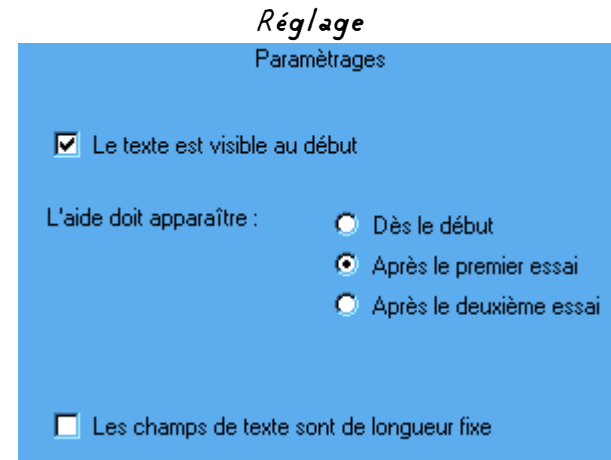 Réglage
Paramètrages
Le texte est visible au début
L'aide doit apparaître :
Dès le début
Après le premier essai
Après le deuxième essai
Les champs de texte sont de longueur fixe